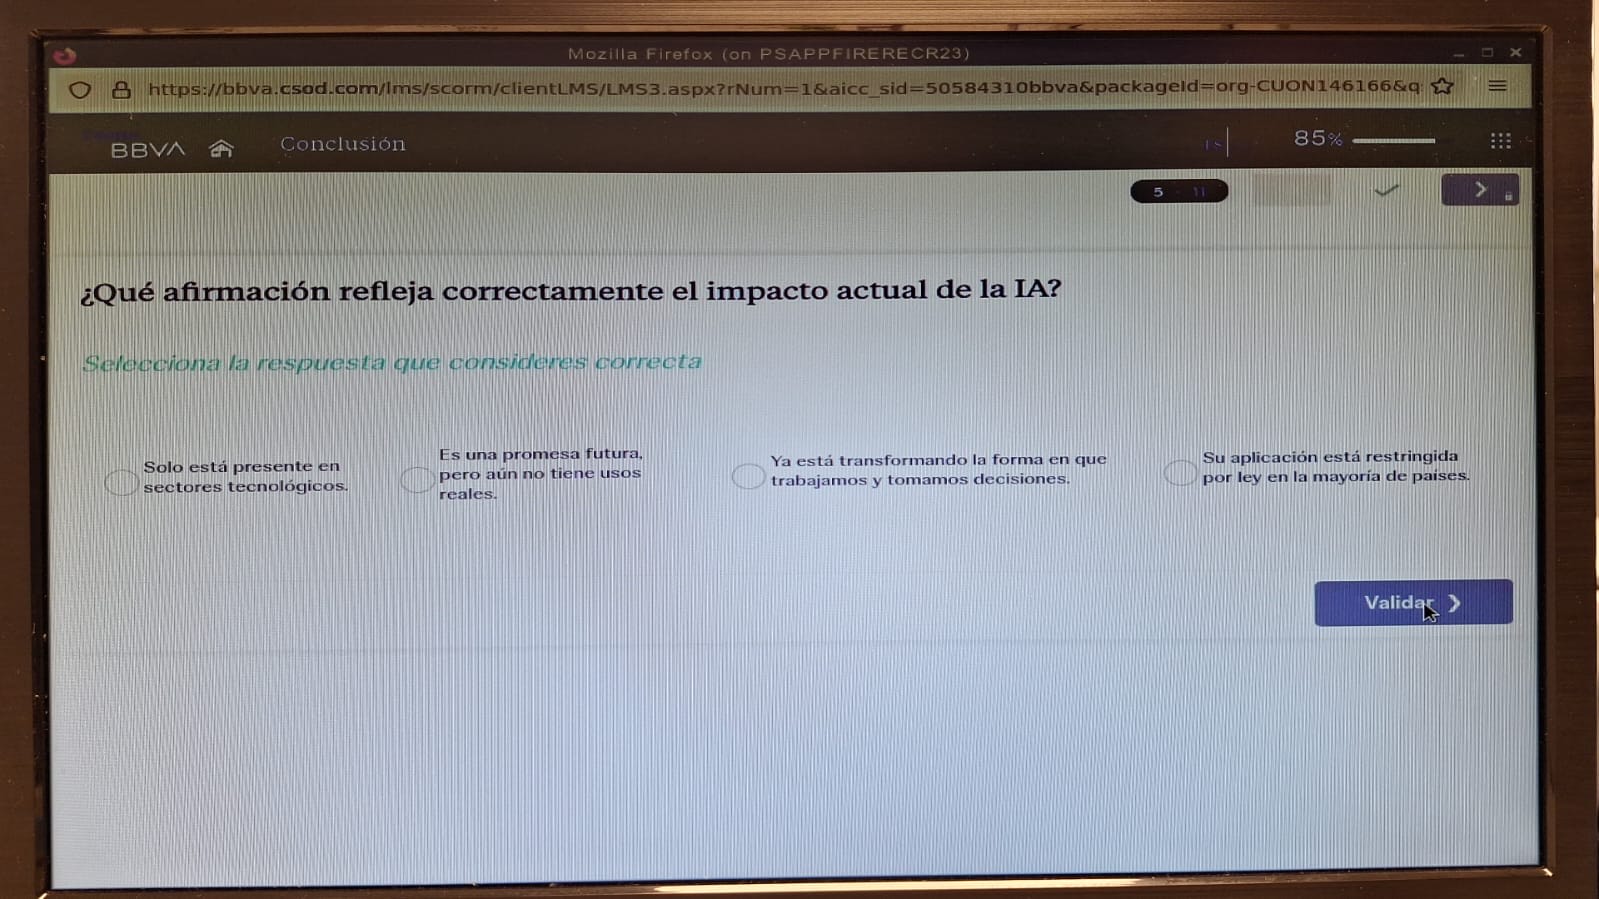 Mozilla Firefox (on PSAPPFIRERECR23)
https://bbva.csod.com/lms/scorm/clientLMS/LMS3.aspx?rNum=1&aicc_sid=50584310bbva&packageId=org-CUON146166&q
BBVA Conclusión 85%
5 11
¿Qué afirmación refleja correctamente el impacto actual de la IA?
Selecciona la respuesta que consideres correcta
Solo está presente en
sectores tecnológicos.
Es una promesa futura,
pero aún no tiene usos
reales.
Ya está transformando la forma en que
trabajamos y tomamos decisiones.
Su aplicación está restringida
por ley en la mayoría de países.
Validar